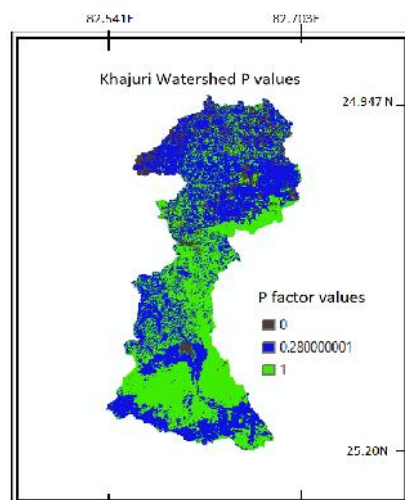 82.541E 82.703E
Khajuri Watershed P values
24.947 N
P factor values
0
0.280000001
1
25.20N